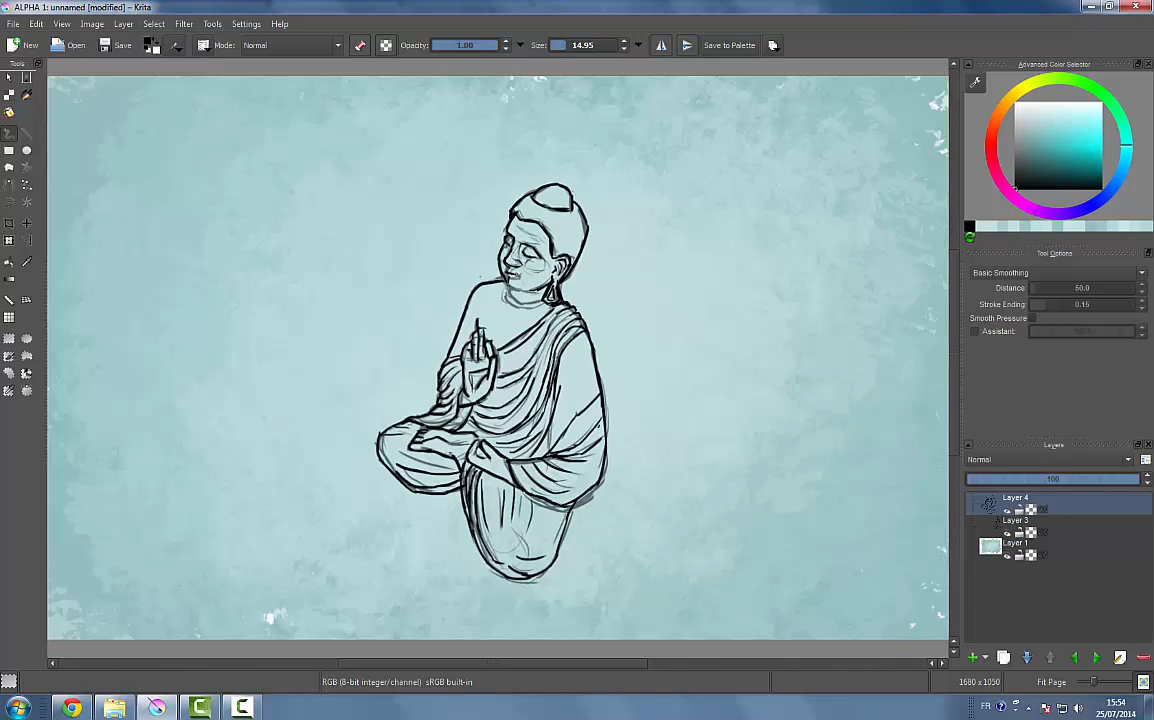 ALPHA 1: unnamed [modified] – Krita
File Edit View Image Layer Select Filter Tools Settings Help
New Open Save Mode: Normal Opacity: 1.00 Size: 14.95 Save to Palette
Tools
Advanced Color Selector
Tool Options
Basic Smoothing
Distance: 50.0
Stroke Ending: 0.15
Smooth Pressure
Assistant:
Layers
Normal
100
Layer 4
Layer 3
Layer 1
RGB (8-bit integer/channel) sRGB built-in
1680 x 1050
Fit Page
FR
15:54
25/07/2014